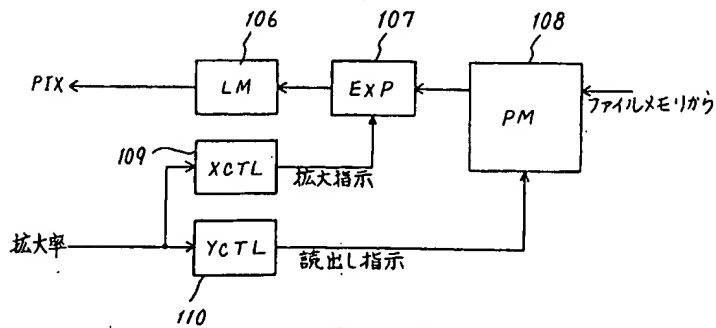 106
107
108
PIX
LM
EXP
PM
ファイルメモリから
109
XCTL
拡大指示
拡大率
YCTL
読出し指示
110